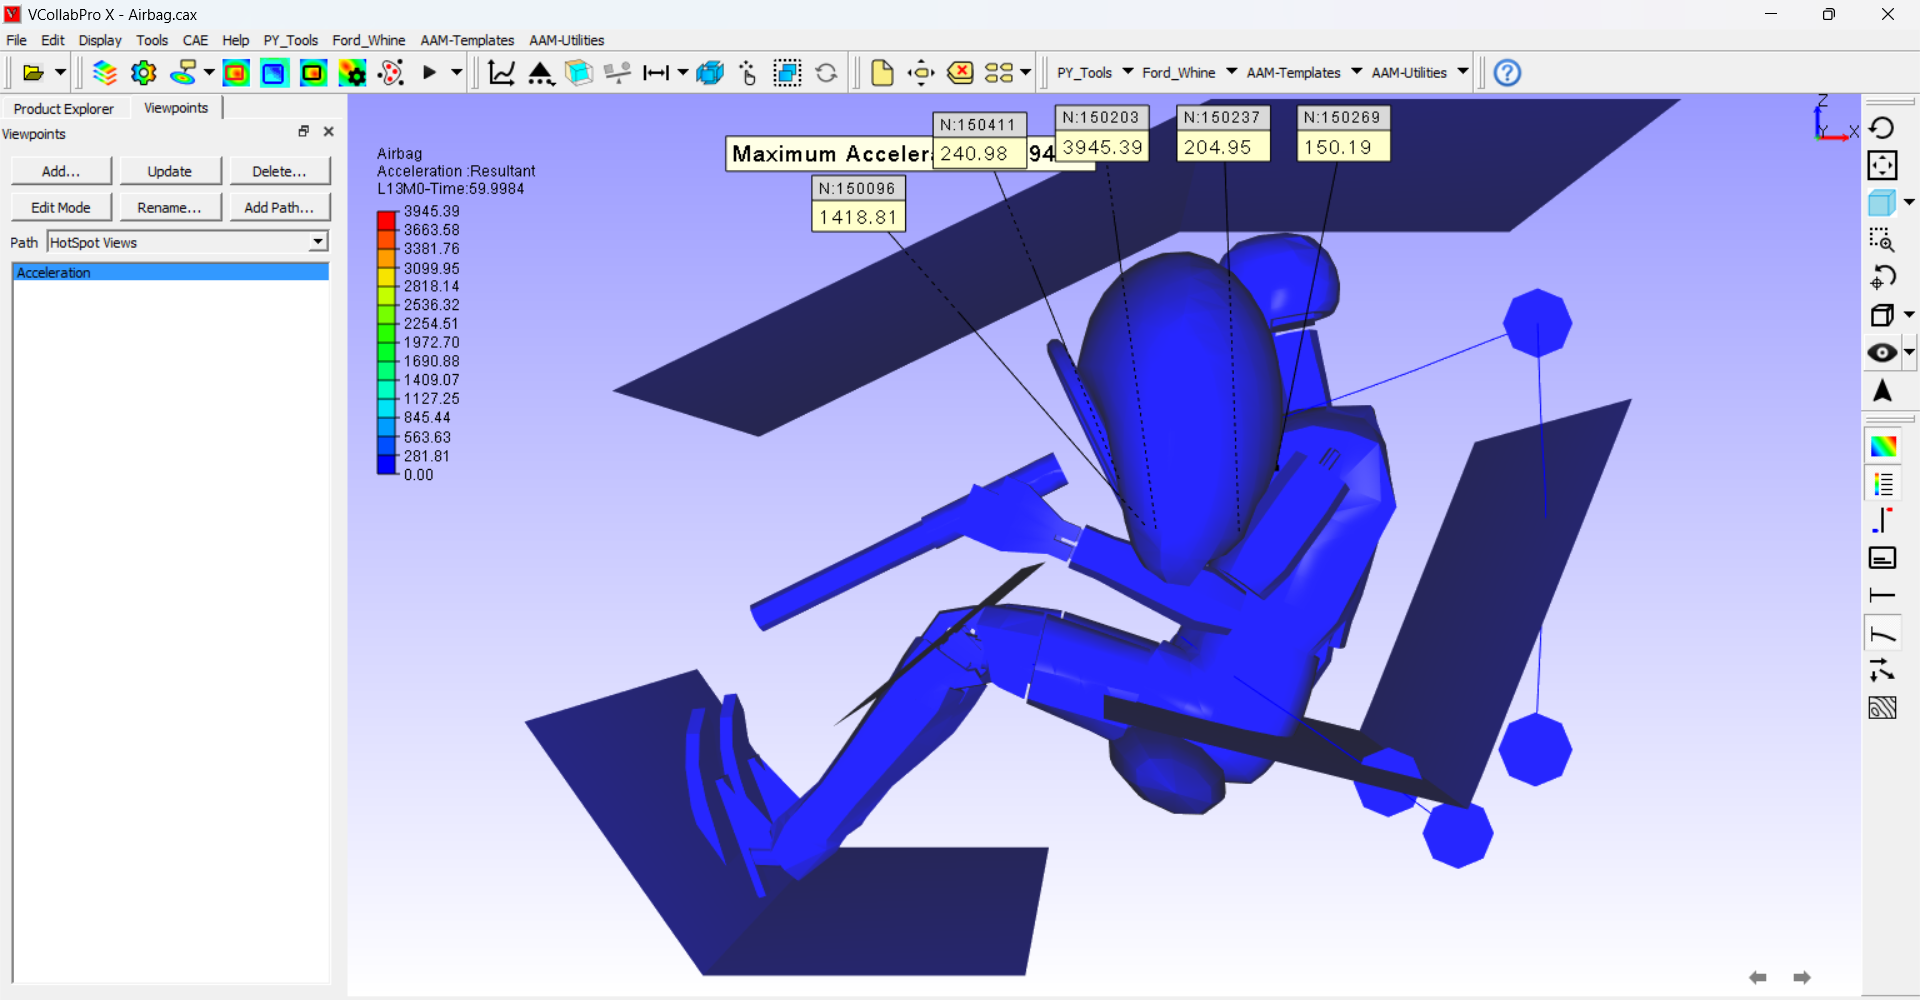 VCollabPro X - Airbag.cax
File Edit Display Tools CAE Help PY_Tools Ford_Whine AAM-Templates AAM-Utilities
PY_Tools Ford_Whine AAM-Templates AAM-Utilities
Product Explorer Viewpoints
Viewpoints
Add... Update Delete...
Edit Mode Rename... Add Path...
Path HotSpot Views
Acceleration
Airbag
Acceleration :Resultant
L13M0-Time:59.9984
3945.39
3663.58
3381.76
3099.95
2818.14
2536.32
2254.51
1972.70
1690.88
1409.07
1127.25
845.44
563.63
281.81
0.00
Maximum Acceler 94
N:150096
1418.81
N:150411
240.98
N:150203
3945.39
N:150237
204.95
N:150269
150.19
Z
Y X